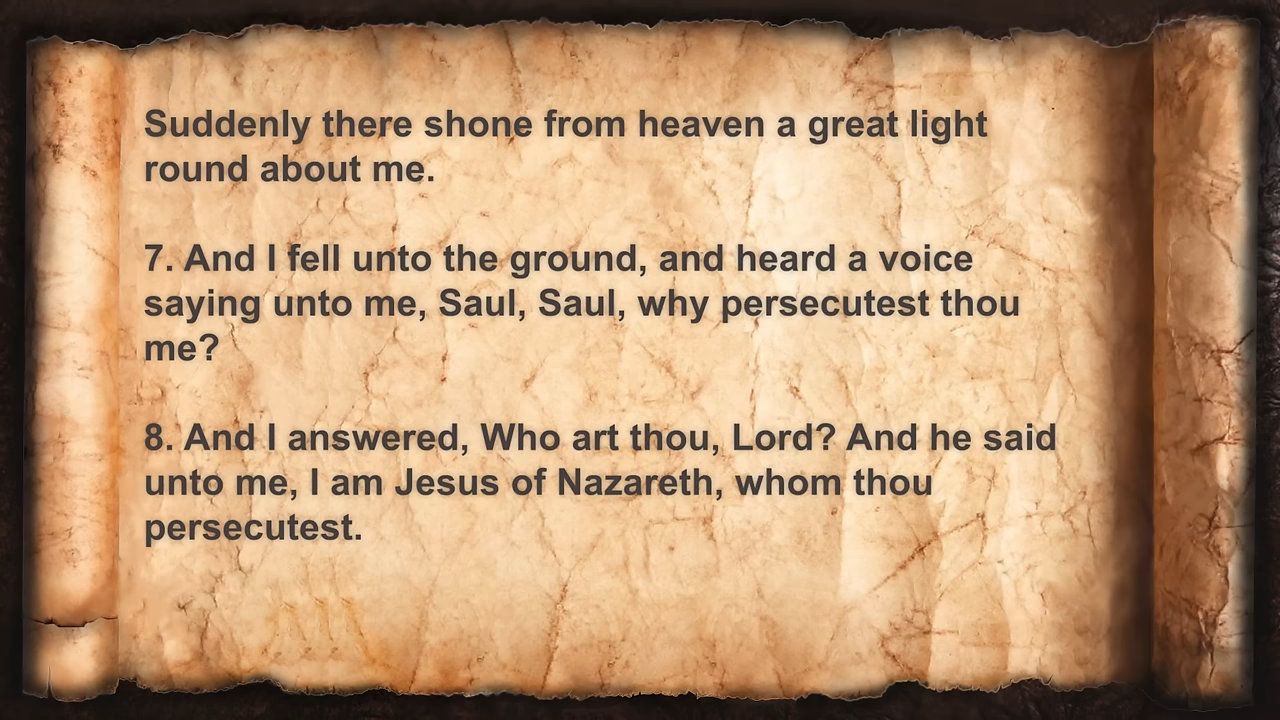 Suddenly there shone from heaven a great light
round about me.
7. And I fell unto the ground, and heard a voice
saying unto me, Saul, Saul, why persecutest thou
me?
8. And I answered, Who art thou, Lord? And he said
unto me, I am Jesus of Nazareth, whom thou
persecutest.